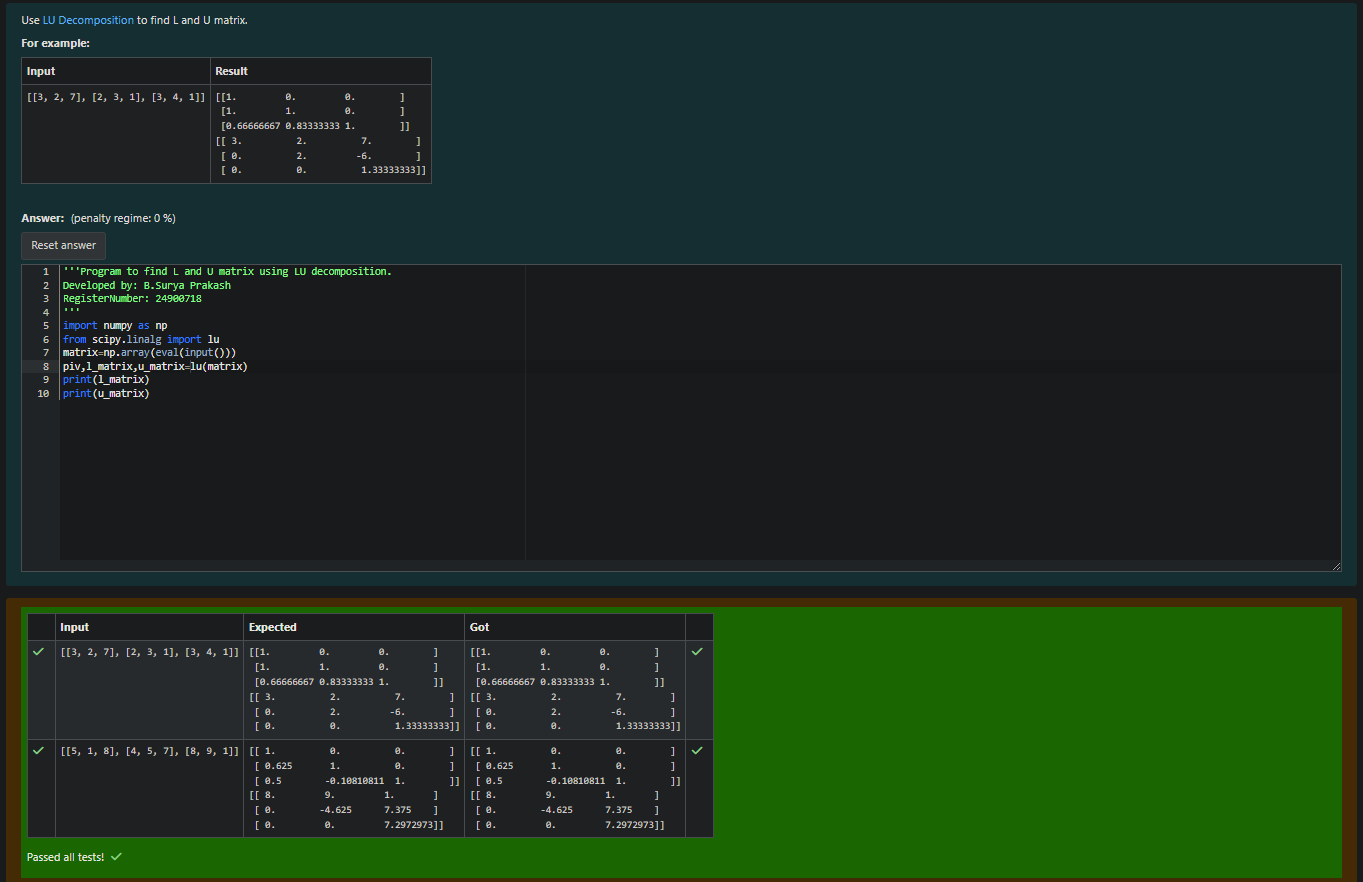 Use LU Decomposition to find L and U matrix.
For example:
Input Result
[[3, 2, 7], [2, 3, 1], [3, 4, 1]] [[1. 0. 0. ]
[1. 1. 0. ]
[0.66666667 0.83333333 1. ]]
[[ 3. 2. 7. ]
[ 0. 2. -6. ]
[ 0. 0. 1.33333333]]
Answer: (penalty regime: 0 %)
Reset answer
1 '''Program to find L and U matrix using LU decomposition.
2 Developed by: B.Surya Prakash
3 RegisterNumber: 24900718
4 '''
5 import numpy as np
6 from scipy.linalg import lu
7 matrix=np.array(eval(input()))
8 piv,l_matrix,u_matrix=lu(matrix)
9 print(l_matrix)
10 print(u_matrix)
Input Expected Got
[[3, 2, 7], [2, 3, 1], [3, 4, 1]] [[1. 0. 0. ] [[1. 0. 0. ]
[1. 1. 0. ] [1. 1. 0. ]
[0.66666667 0.83333333 1. ]] [0.66666667 0.83333333 1. ]]
[[ 3. 2. 7. ] [[ 3. 2. 7. ]
[ 0. 2. -6. ] [ 0. 2. -6. ]
[ 0. 0. 1.33333333]] [ 0. 0. 1.33333333]]
[[5, 1, 8], [4, 5, 7], [8, 9, 1]] [[ 1. 0. 0. ] [[ 1. 0. 0. ]
[ 0.625 1. 0. ] [ 0.625 1. 0. ]
[ 0.5 -0.10810811 1. ]] [ 0.5 -0.10810811 1. ]]
[[ 8. 9. 1. ] [[ 8. 9. 1. ]
[ 0. -4.625 7.375 ] [ 0. -4.625 7.375 ]
[ 0. 0. 7.2972973]] [ 0. 0. 7.2972973]]
Passed all tests!